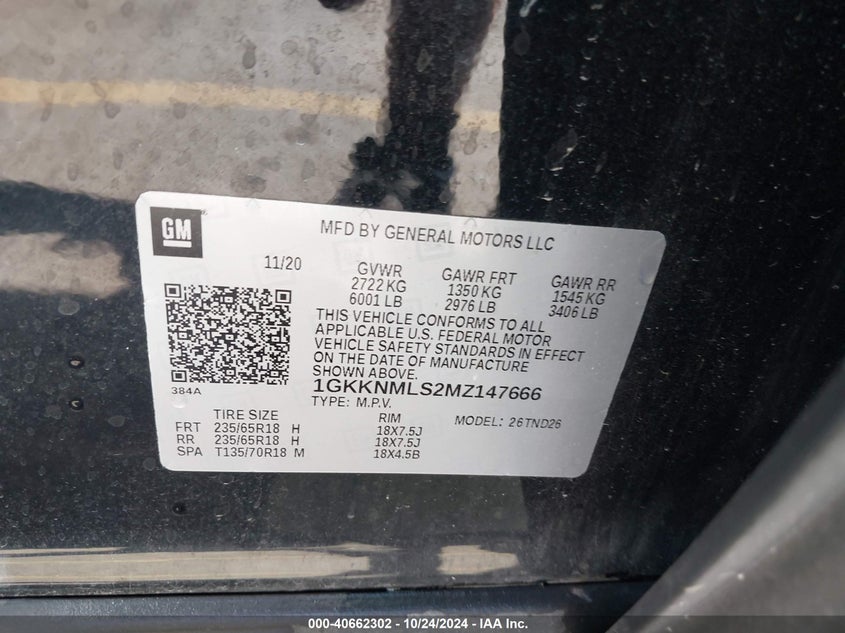 GM
MFD BY GENERAL MOTORS LLC
11/20
GVWR
2722 KG
6001 LB
GAWR FRT
1350 KG
2976 LB
GAWR RR
1545 KG
3406 LB
THIS VEHICLE CONFORMS TO ALL
APPLICABLE U.S. FEDERAL MOTOR
VEHICLE SAFETY STANDARDS IN EFFECT
ON THE DATE OF MANUFACTURE
SHOWN ABOVE.
384A
1GKKNMLS2MZ147666
TYPE: M.P.V.
MODEL: 26TND26
TIRE SIZE RIM
FRT 235/65R18 H 18X7.5J
RR 235/65R18 H 18X7.5J
SPA T135/70R18 M 18X4.5B
000-40662302 - 10/24/2024 - IAA Inc.